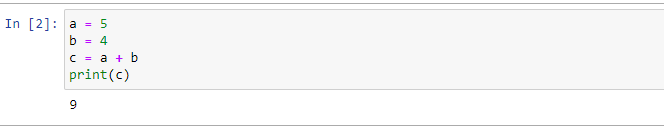 In [2]: a = 5
b = 4
c = a + b
print(c)
9